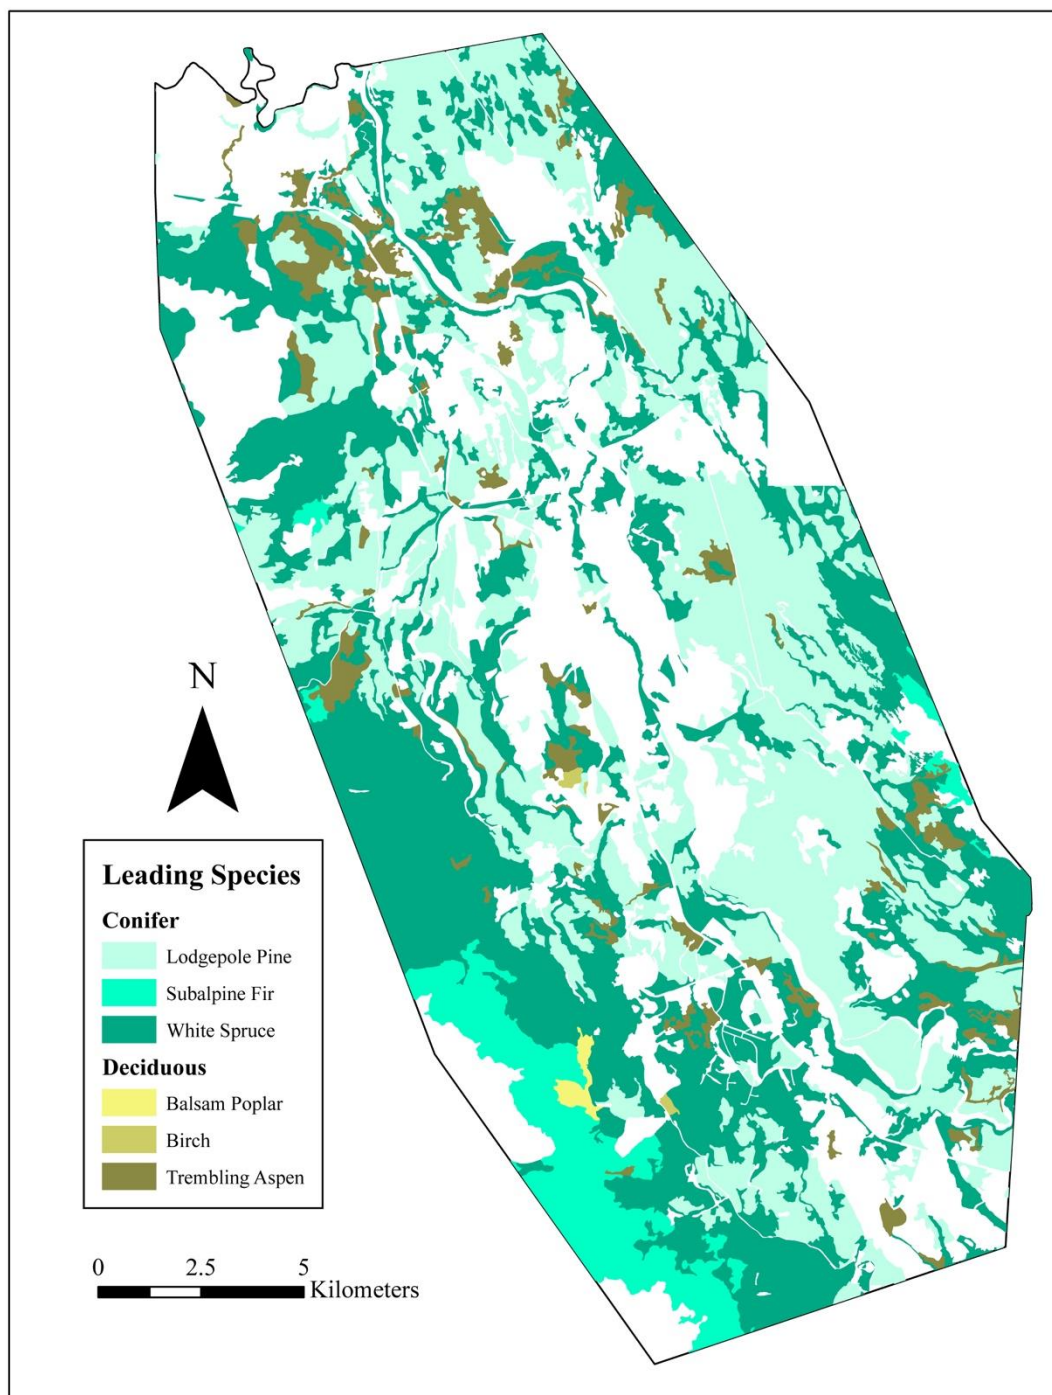 N
Leading Species
Conifer
Lodgepole Pine
Subalpine Fir
White Spruce
Deciduous
Balsam Poplar
Birch
Trembling Aspen
0 2.5 5
Kilometers